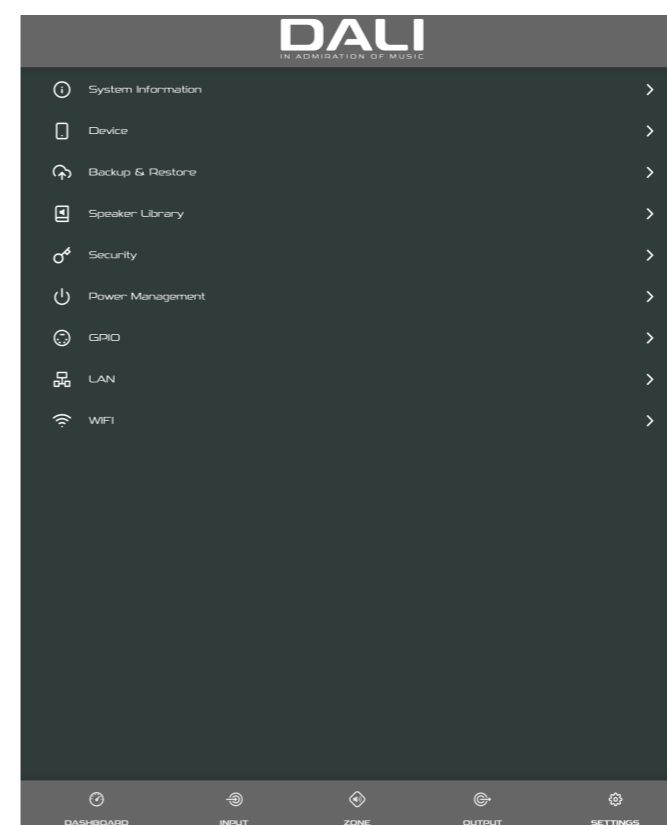 DALI
IN ADMIRATION OF MUSIC
System Information
Device
Backup & Restore
Speaker Library
Security
Power Management
GPIO
LAN
WIFI
DASHBOARD INPUT ZONE OUTPUT SETTINGS